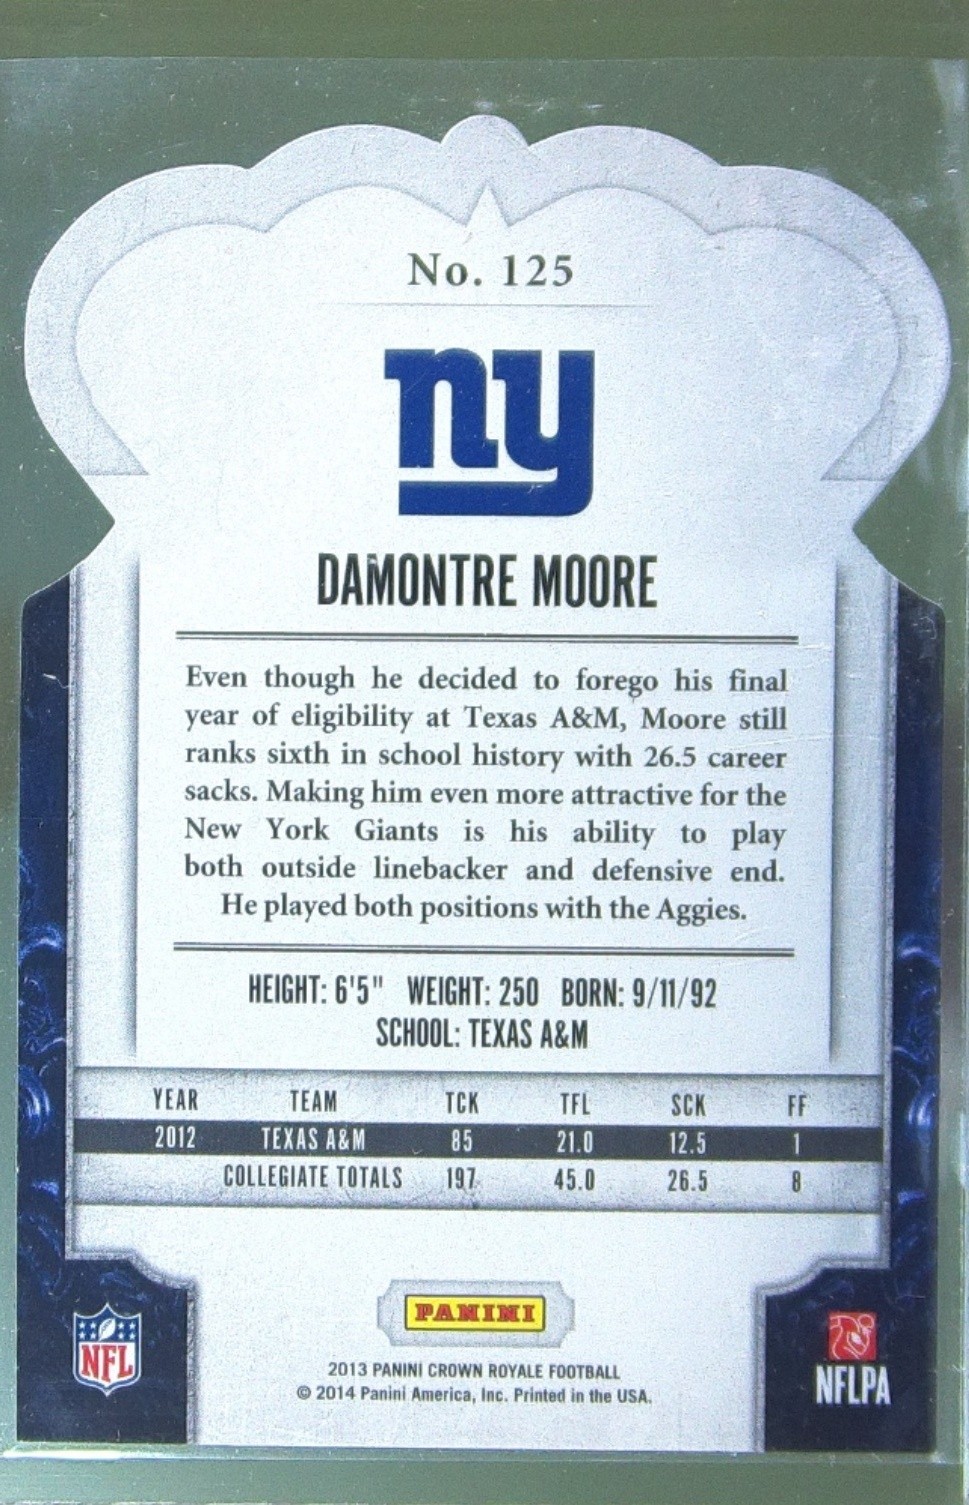 No. 125
ny
DAMONTRE MOORE
Even though he decided to forego his final
year of eligibility at Texas A&M, Moore still
ranks sixth in school history with 26.5 career
sacks. Making him even more attractive for the
New York Giants is his ability to play
both outside linebacker and defensive end.
He played both positions with the Aggies.
HEIGHT: 6'5" WEIGHT: 250 BORN: 9/11/92
SCHOOL: TEXAS A&M
YEAR TEAM TCK TFL SCK FF
2012 TEXAS A&M 85 21.0 12.5 1
COLLEGIATE TOTALS 197 45.0 26.5 8
PANINI
NFL
NFLPA
2013 PANINI CROWN ROYALE FOOTBALL
© 2014 Panini America, Inc. Printed in the USA.